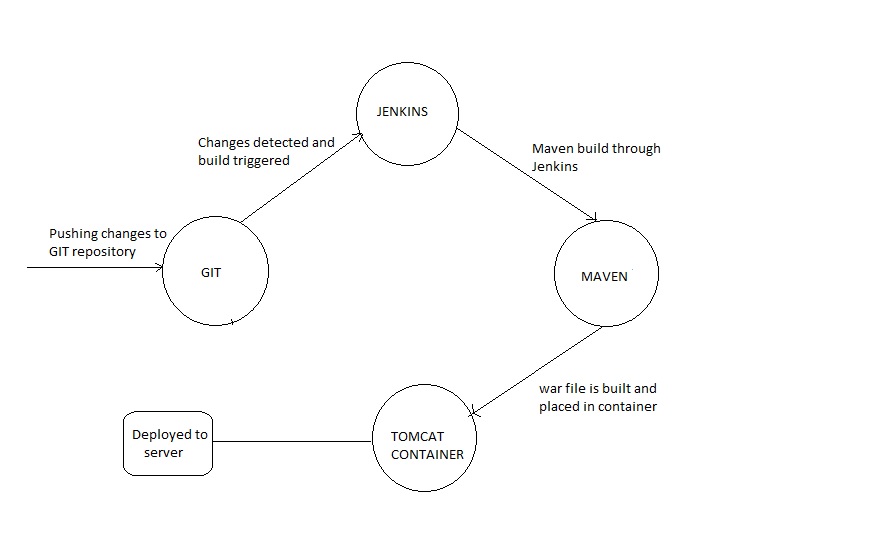 JENKINS
Changes detected and
build triggered
Maven build through
Jenkins
Pushing changes to
GIT repository
GIT
MAVEN
war file is built and
placed in container
Deployed to
server
TOMCAT
CONTAINER